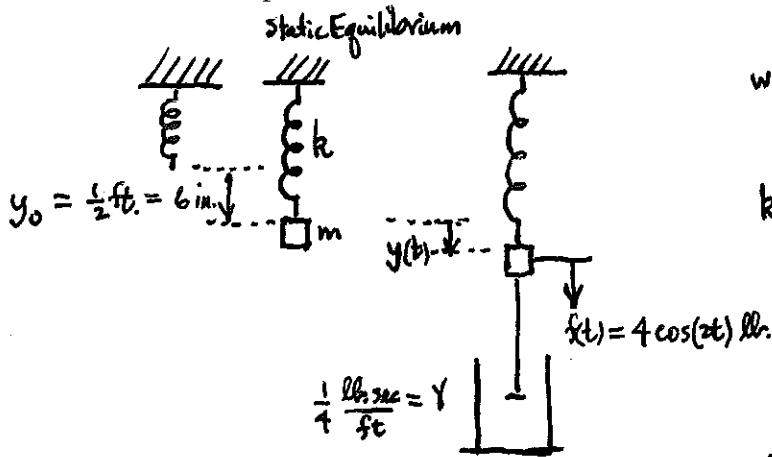 Static Equilibrium
k
w
y₀ = ½ ft. = 6 in.
m
k
y(t)
f(t) = 4 cos(2t) lb.
1/4 lb·sec/ft = γ